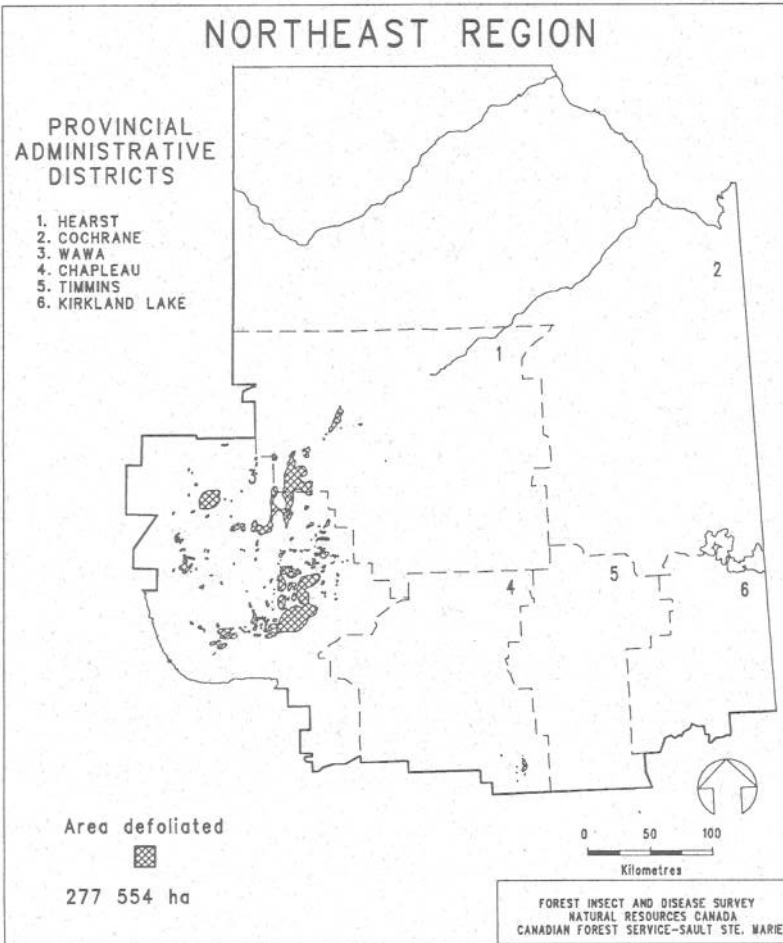 NORTHEAST REGION
PROVINCIAL
ADMINISTRATIVE
DISTRICTS
1. HEARST
2. COCHRANE
3. WAWA
4. CHAPLEAU
5. TIMMINS
6. KIRKLAND LAKE
2
1
3
4
5
6
Area defoliated
277 554 ha
0 50 100
Kilometres
FOREST INSECT AND DISEASE SURVEY
NATURAL RESOURCES CANADA
CANADIAN FOREST SERVICE-SAULT STE. MARIE